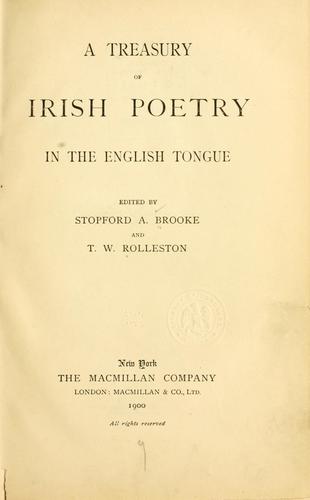 A TREASURY
OF
IRISH POETRY
IN THE ENGLISH TONGUE
EDITED BY
STOPFORD A. BROOKE
AND
T. W. ROLLESTON
New York
THE MACMILLAN COMPANY
LONDON: MACMILLAN & CO., LTD.
1900
All rights reserved